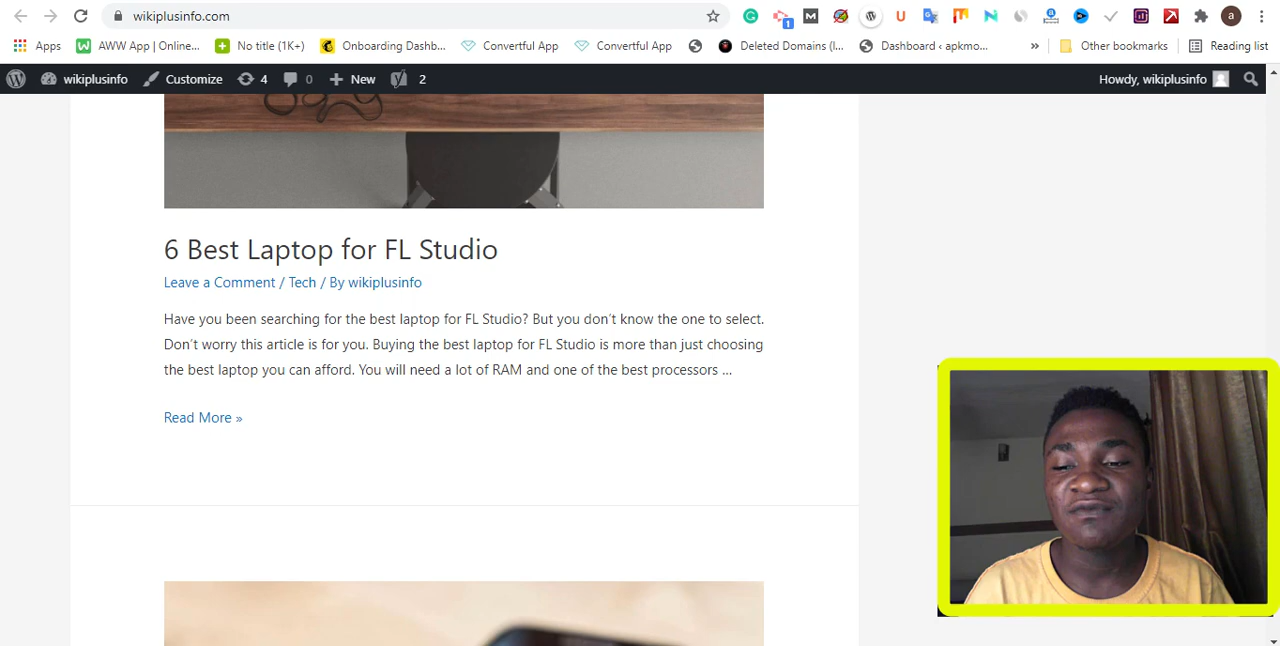 wikiplusinfo.com
1
M
U
a
Apps
AWW App | Online...
No title (1K+)
Onboarding Dashb...
Convertful App
Convertful App
Deleted Domains (l...
Dashboard ‹ apkmo...
»
Other bookmarks
Reading list
wikiplusinfo
Customize
4
0
New
2
Howdy, wikiplusinfo
6 Best Laptop for FL Studio
Leave a Comment / Tech / By wikiplusinfo
Have you been searching for the best laptop for FL Studio? But you don’t know the one to select.
Don’t worry this article is for you. Buying the best laptop for FL Studio is more than just choosing
the best laptop you can afford. You will need a lot of RAM and one of the best processors …
Read More »